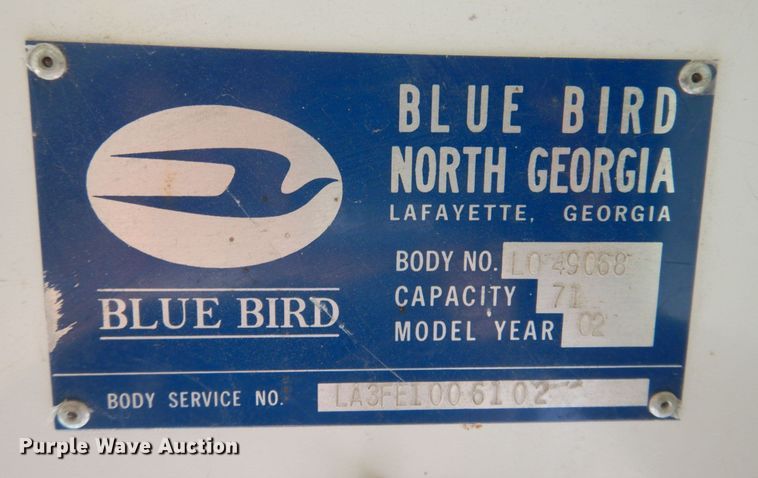 BLUE BIRD
NORTH GEORGIA
LAFAYETTE, GEORGIA
BODY NO. L049068
CAPACITY 71
MODEL YEAR 02
BLUE BIRD
BODY SERVICE NO. LA3FE1006102
Purple Wave Auction